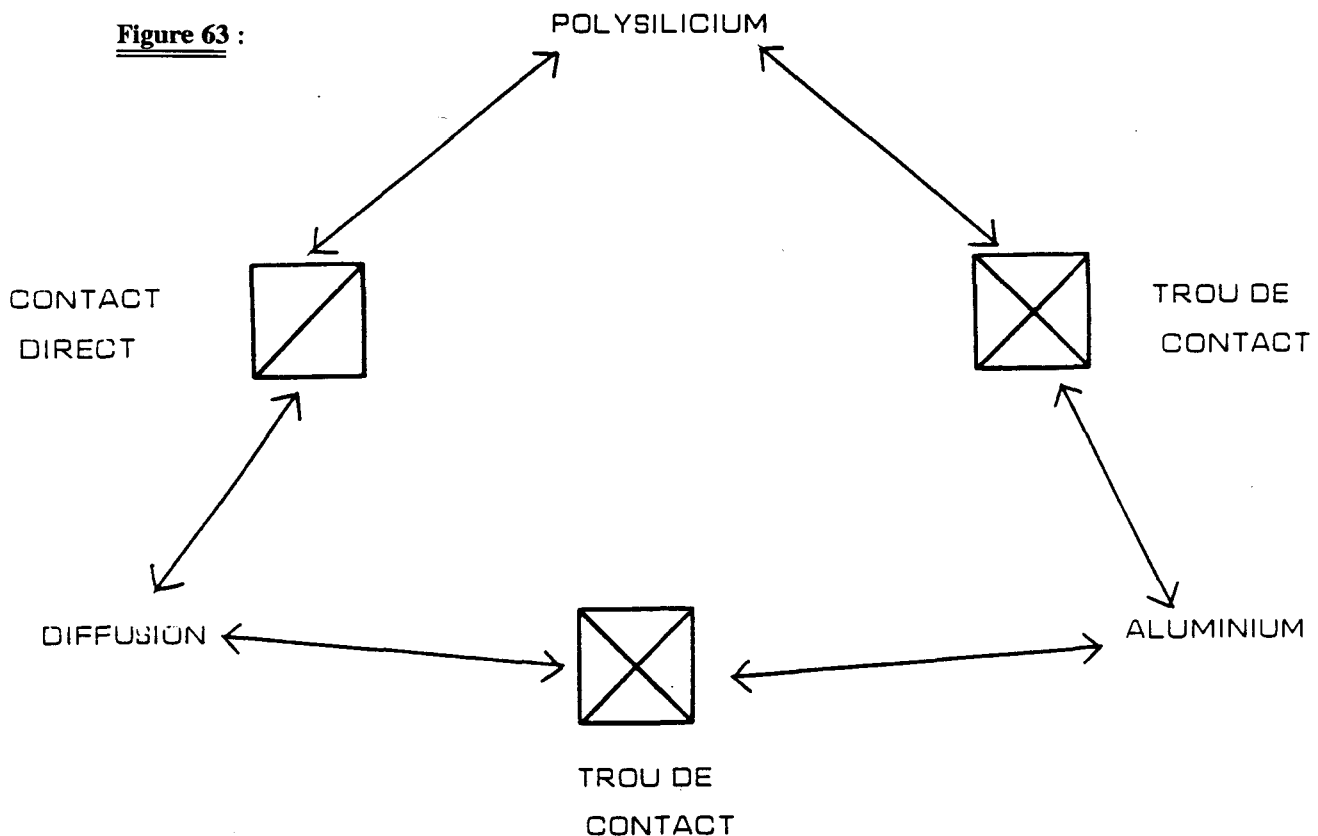 Figure 63 :
POLYSILICIUM
CONTACT
DIRECT
TROU DE
CONTACT
DIFFUSION
ALUMINIUM
TROU DE
CONTACT